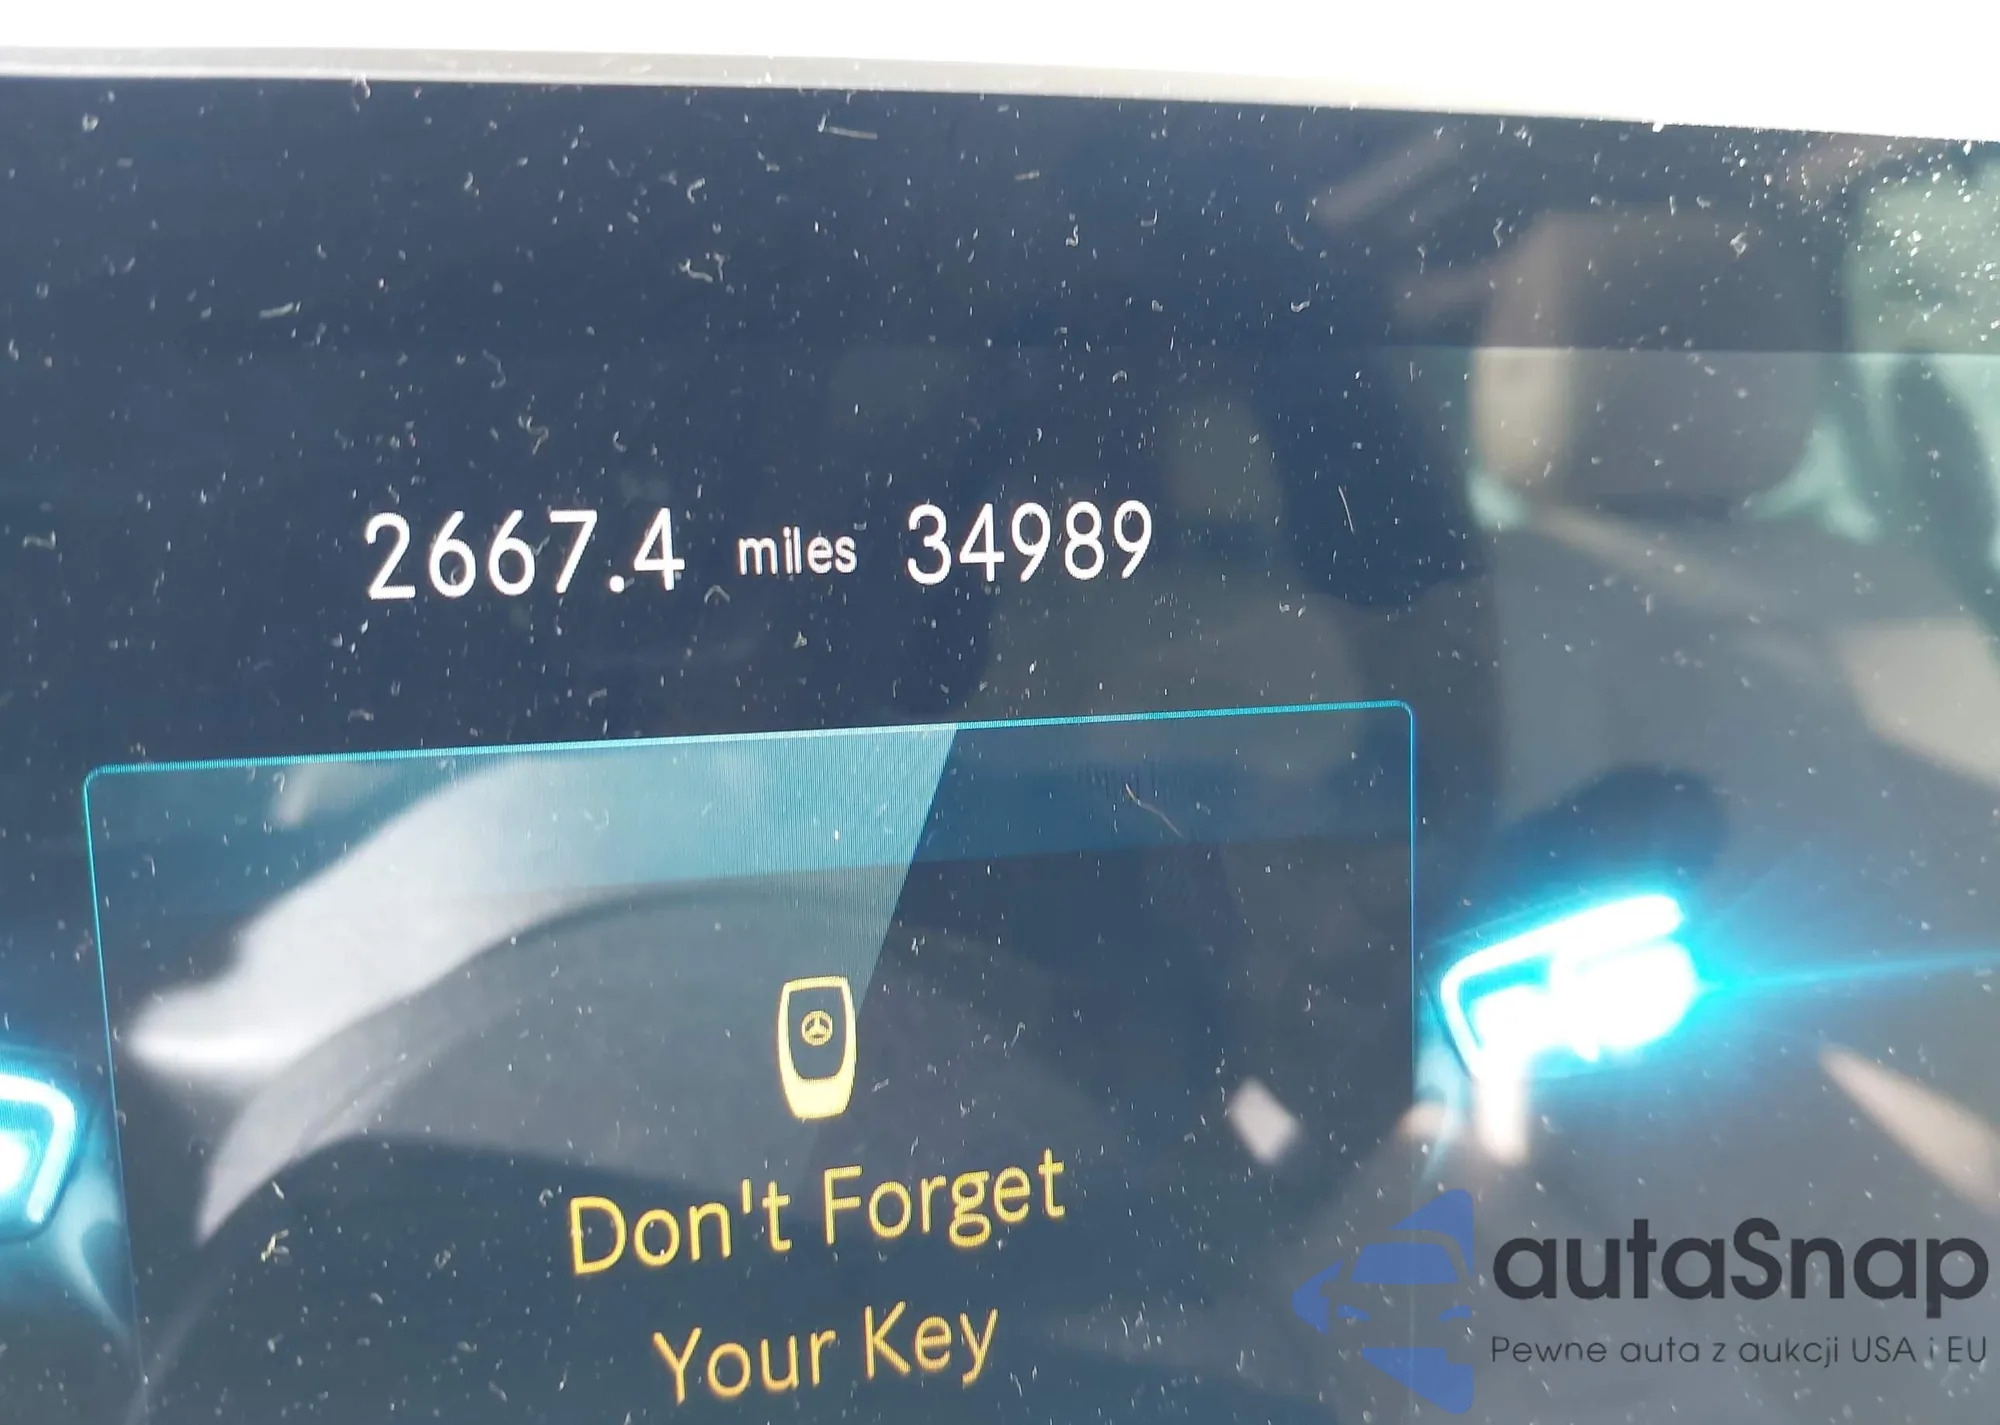 2667.4 miles 34989
Don't Forget
Your Key
autaSnap
Pewne auta z aukcji USA i EU